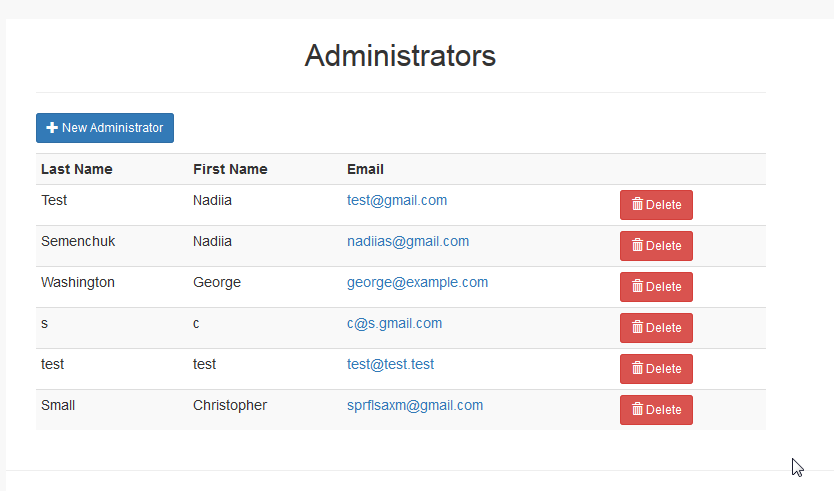 Administrators
New Administrator
Last Name First Name Email
Test Nadiia test@gmail.com Delete
Semenchuk Nadiia nadiias@gmail.com Delete
Washington George george@example.com Delete
s c c@s.gmail.com Delete
test test test@test.test Delete
Small Christopher sprflsaxm@gmail.com Delete